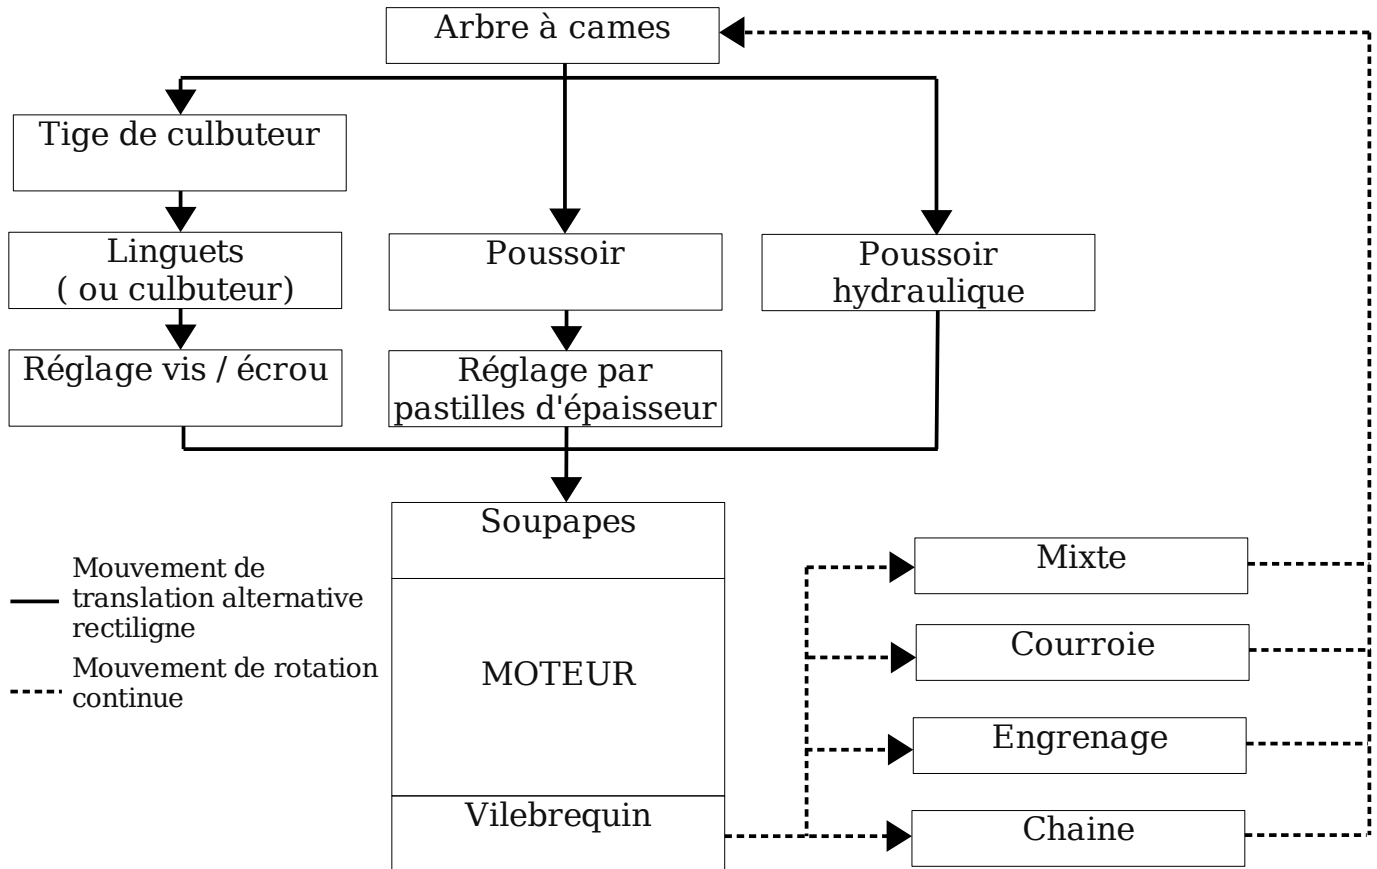 Arbre à cames
Tige de culbuteur
Linguets
( ou culbuteur)
Poussoir
Poussoir
hydraulique
Réglage vis / écrou
Réglage par
pastilles d'épaisseur
Soupapes
MOTEUR
Vilebrequin
Mouvement de
translation alternative
rectiligne
Mouvement de rotation
continue
Mixte
Courroie
Engrenage
Chaine